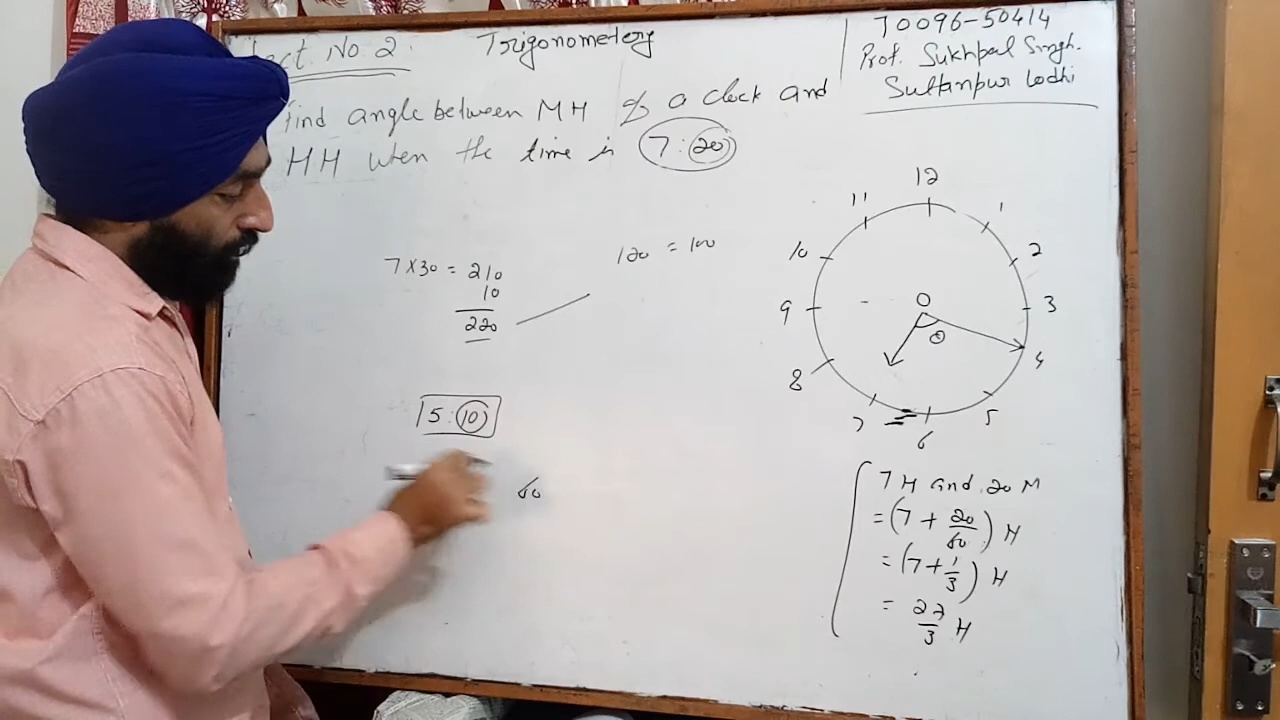 Lect. No 2.
Trigonometery
70096-50414
Prof. Sukhpal Singh.
Sultanpur Lodhi
find angle between MH of a clock and
HH when the time is 7:20
7 X 30 = 210
10
220
120 = 100
5:10
60
12
11
1
10
2
9
O
3
θ
8
4
7
5
6
7 H and 20 M
= (7 + 20/60) H
= (7 + 1/3) H
= 22/3 H